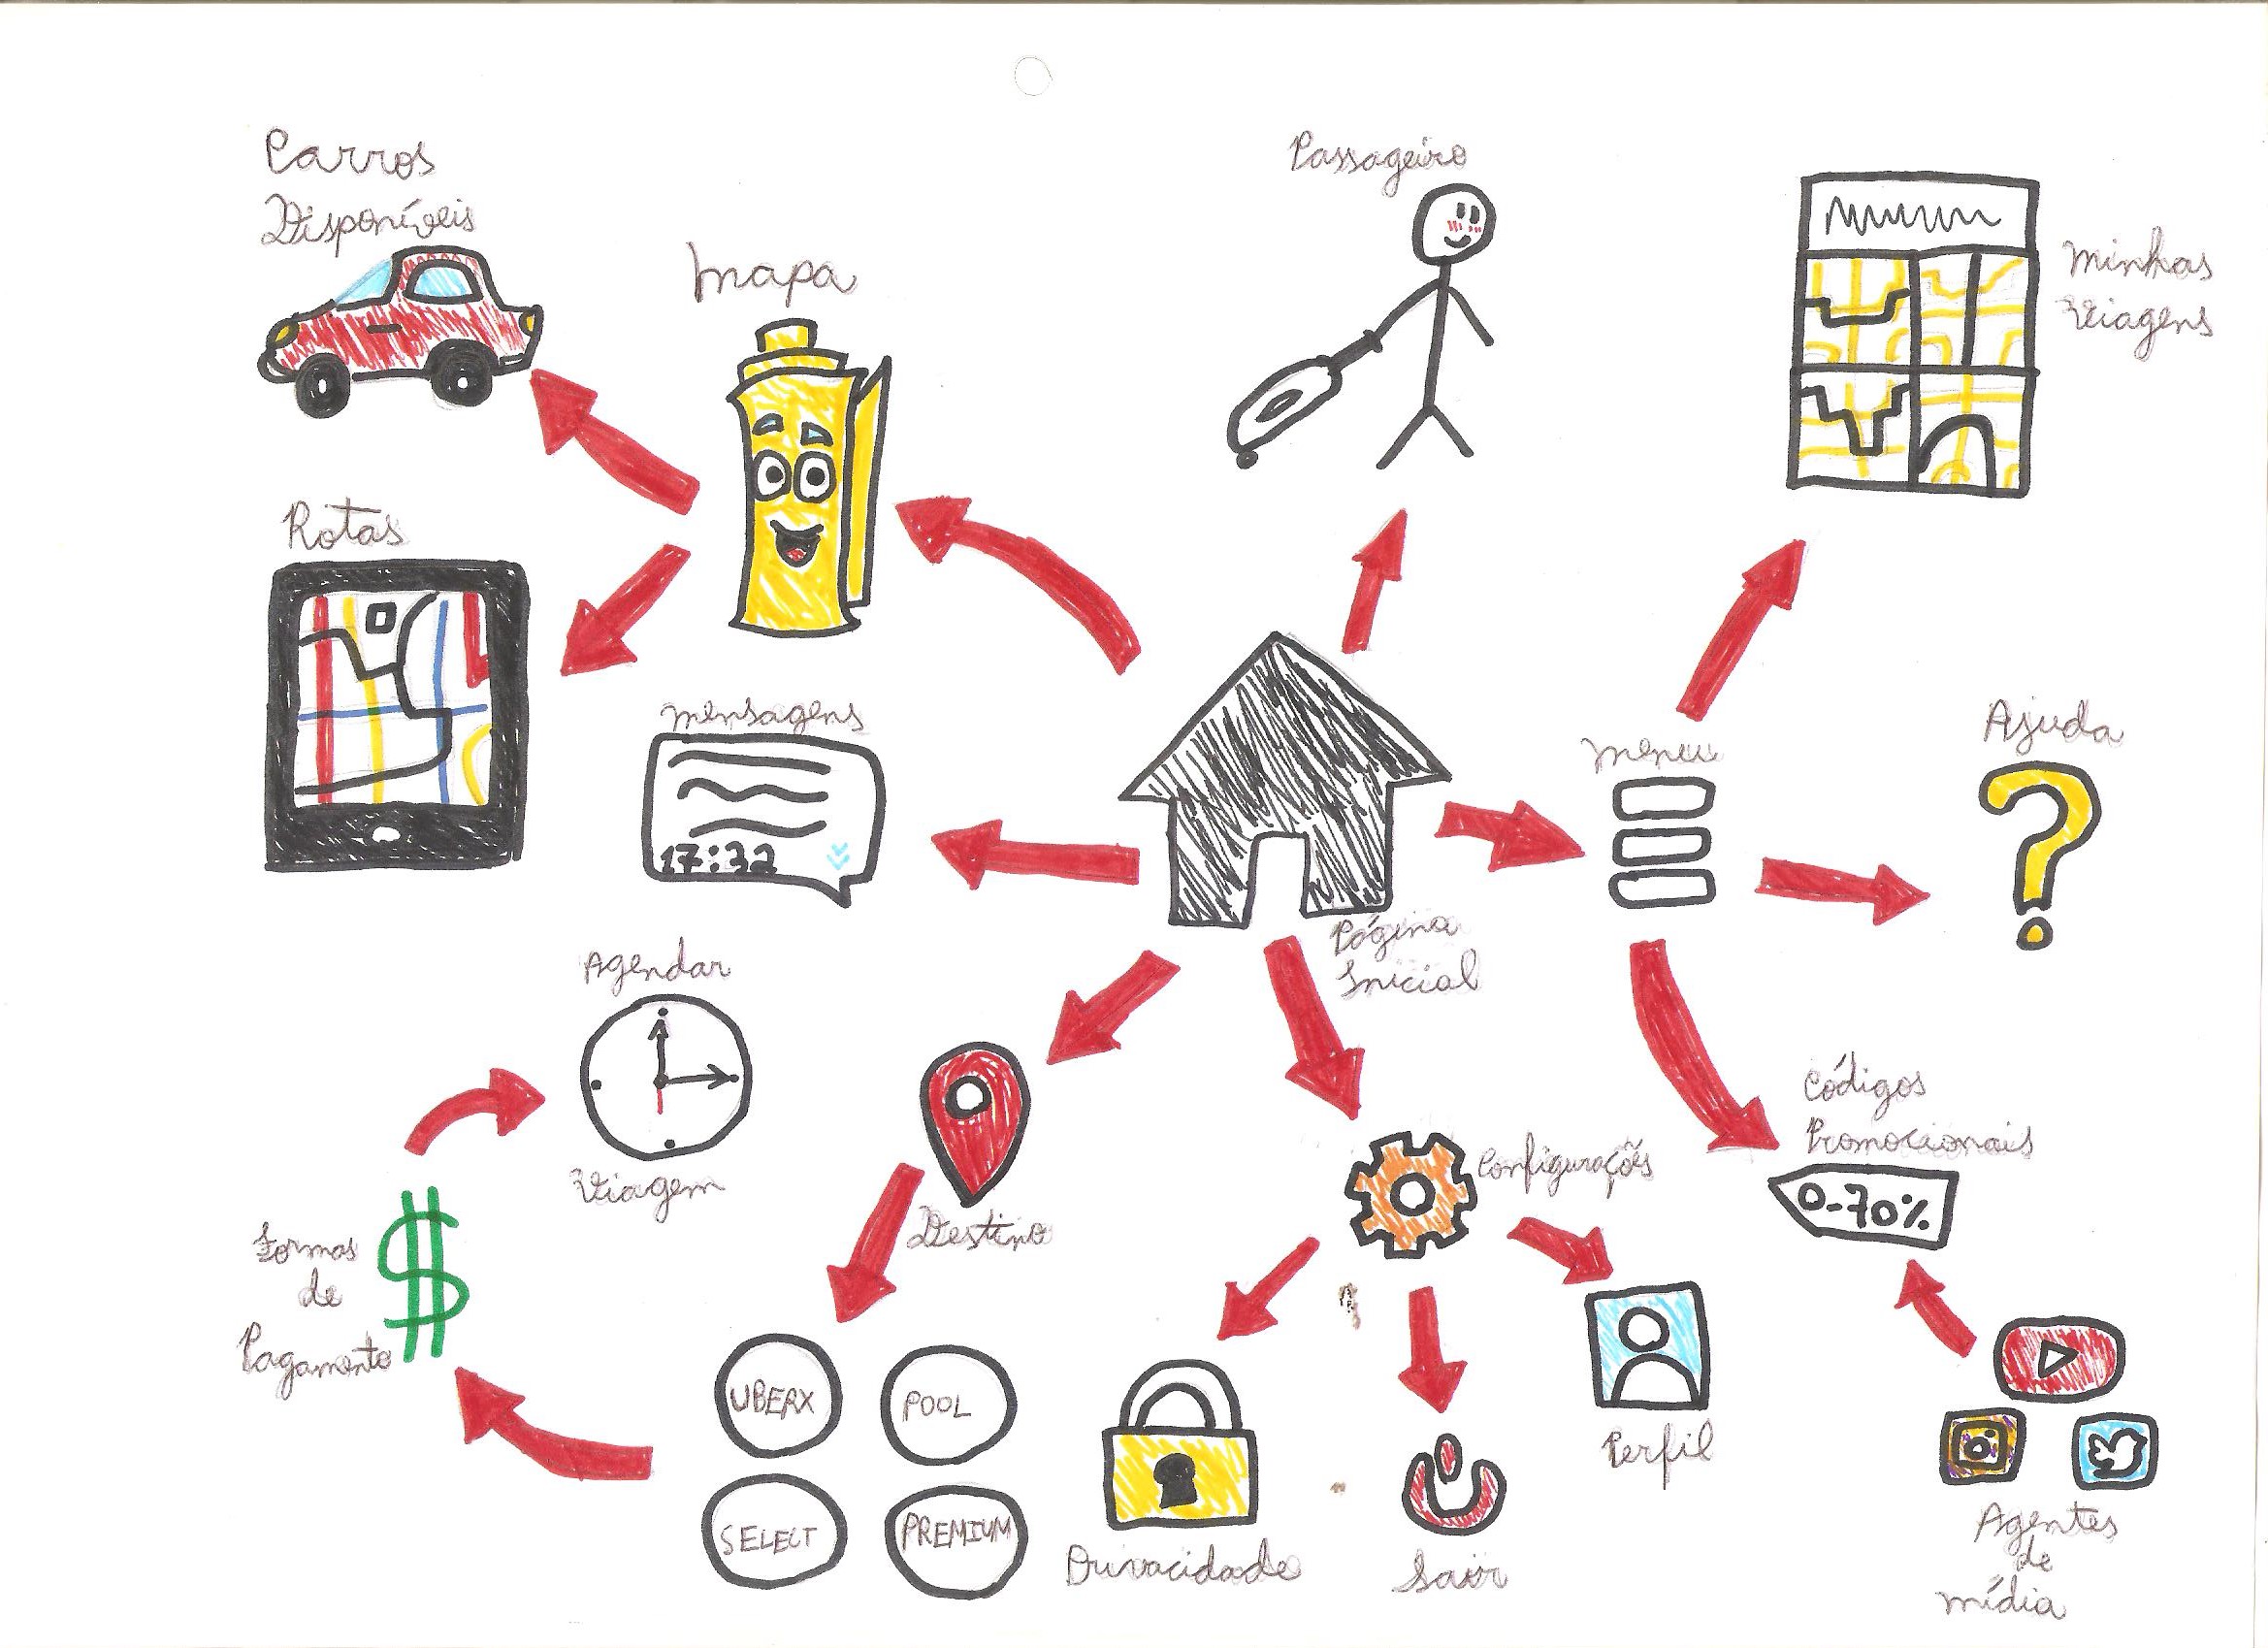 Carros
Disponíveis
Mapa
Passageiro
Minhas
Viagens
Rotas
Mensagens
17:32
Menu
Ajuda
Página
Inicial
Agendar
Viagem
Destino
Configurações
Códigos
Promocionais
0-70%
Formas
de
Pagamento
UBERX
POOL
SELECT
PREMIUM
Privacidade
Sair
Perfil
Agentes
de
mídia